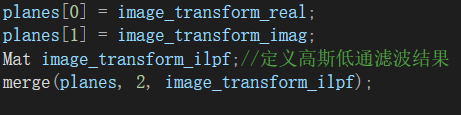 planes[0] = image_transform_real;
planes[1] = image_transform_imag;
Mat image_transform_ilpf;//定义高斯低通滤波结果
merge(planes, 2, image_transform_ilpf);